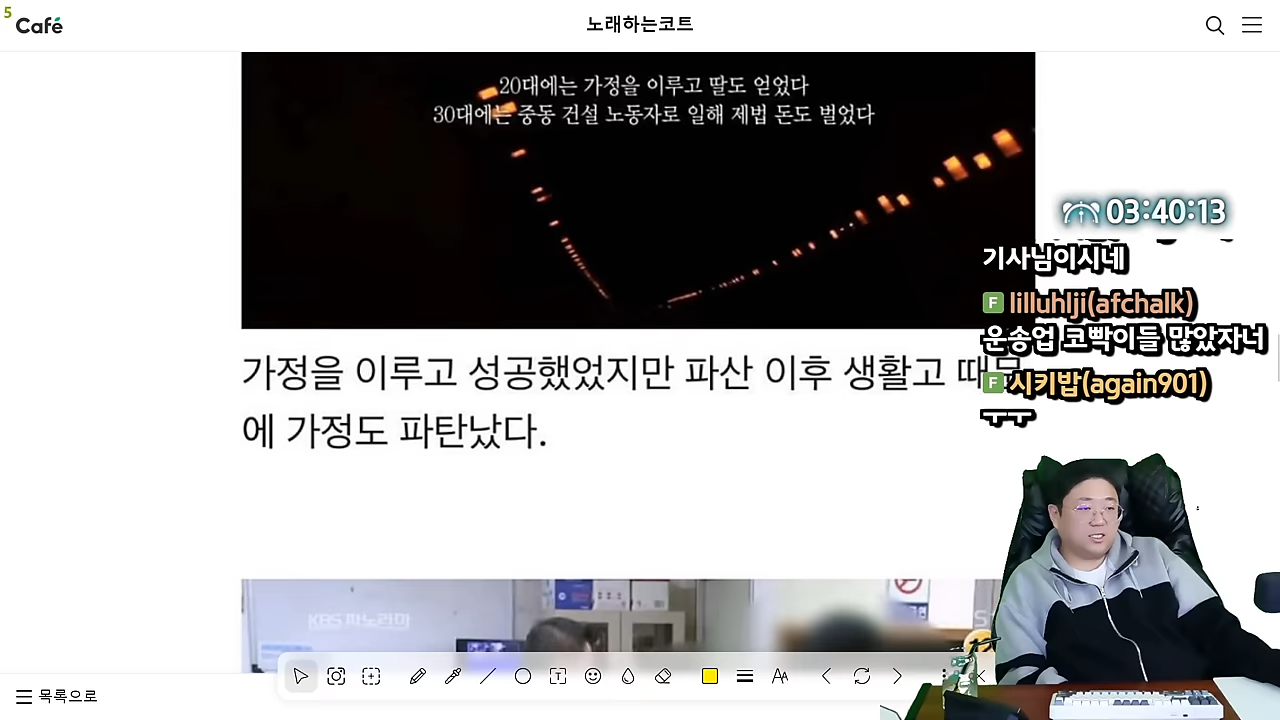 5
Café
노래하는코트
20대에는 가정을 이루고 딸도 얻었다
30대에는 중동 건설 노동자로 일해 제법 돈도 벌었다
03:40:13
기사님이시네
F lilluhlji(afchalk)
운송업 코빡이들 많았자너
F 시키밥(again901)
ㅜㅜ
가정을 이루고 성공했었지만 파산 이후 생활고 때문
에 가정도 파탄났다.
KBS 파노라마
목록으로
T
AA